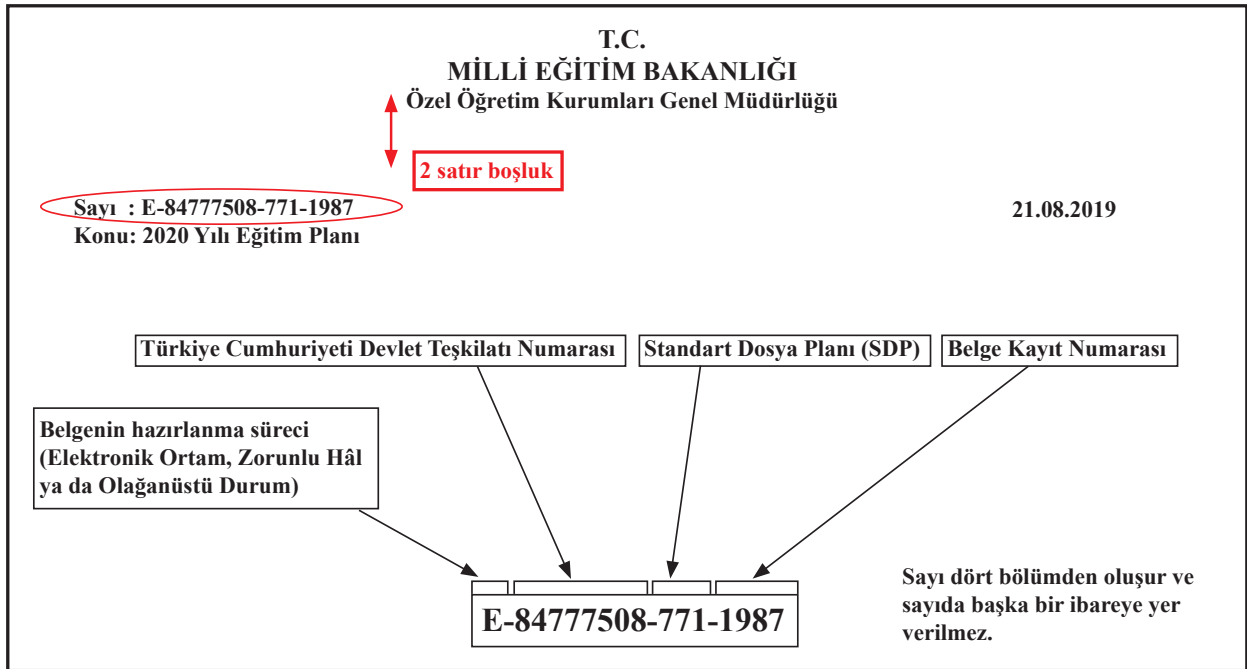 T.C.
MİLLİ EĞİTİM BAKANLIĞI
Özel Öğretim Kurumları Genel Müdürlüğü
2 satır boşluk
Sayı : E-84777508-771-1987
21.08.2019
Konu: 2020 Yılı Eğitim Planı
Türkiye Cumhuriyeti Devlet Teşkilatı Numarası
Standart Dosya Planı (SDP)
Belge Kayıt Numarası
Belgenin hazırlanma süreci
(Elektronik Ortam, Zorunlu Hâl
ya da Olağanüstü Durum)
E-84777508-771-1987
Sayı dört bölümden oluşur ve
sayıda başka bir ibareye yer
verilmez.